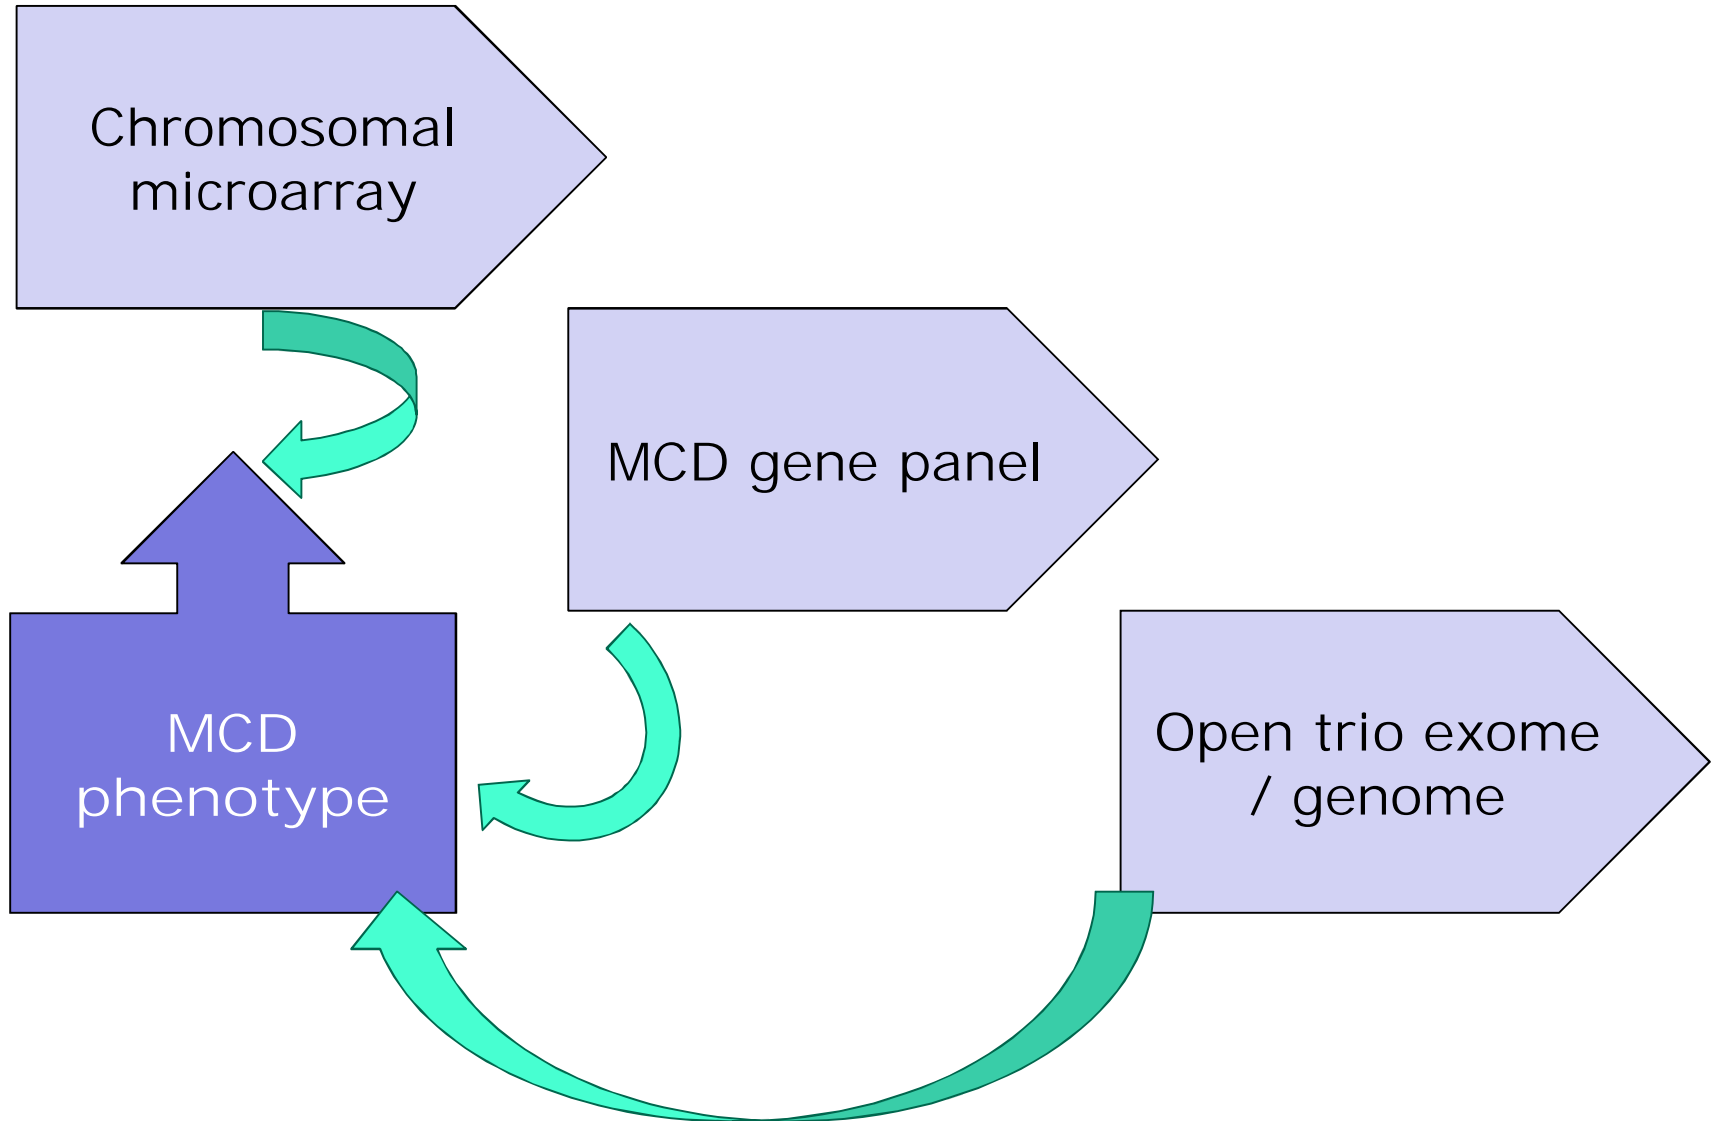 Chromosomal
microarray
MCD gene panel
MCD
phenotype
Open trio exome
/ genome